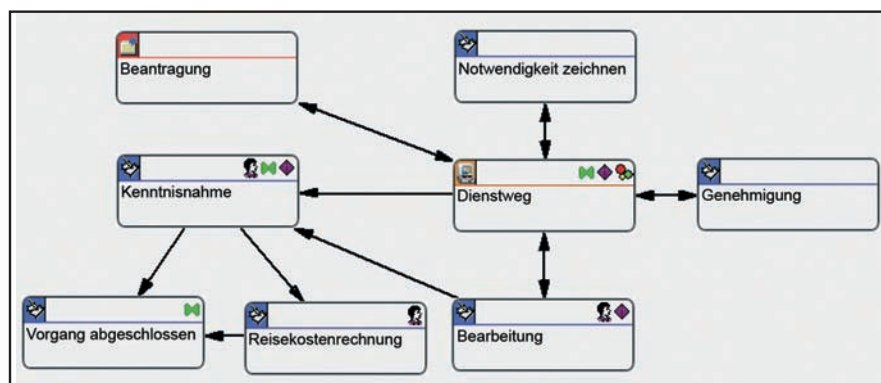 Beantragung
Notwendigkeit zeichnen
Kenntnisnahme
Dienstweg
Genehmigung
Vorgang abgeschlossen
Reisekostenrechnung
Bearbeitung